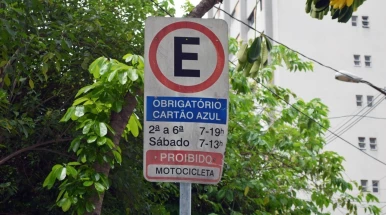 E
OBRIGATÓRIO
CARTÃO AZUL
2ª a 6ª 7-19h
Sábado 7-13h
PROIBIDO
MOTOCICLETA